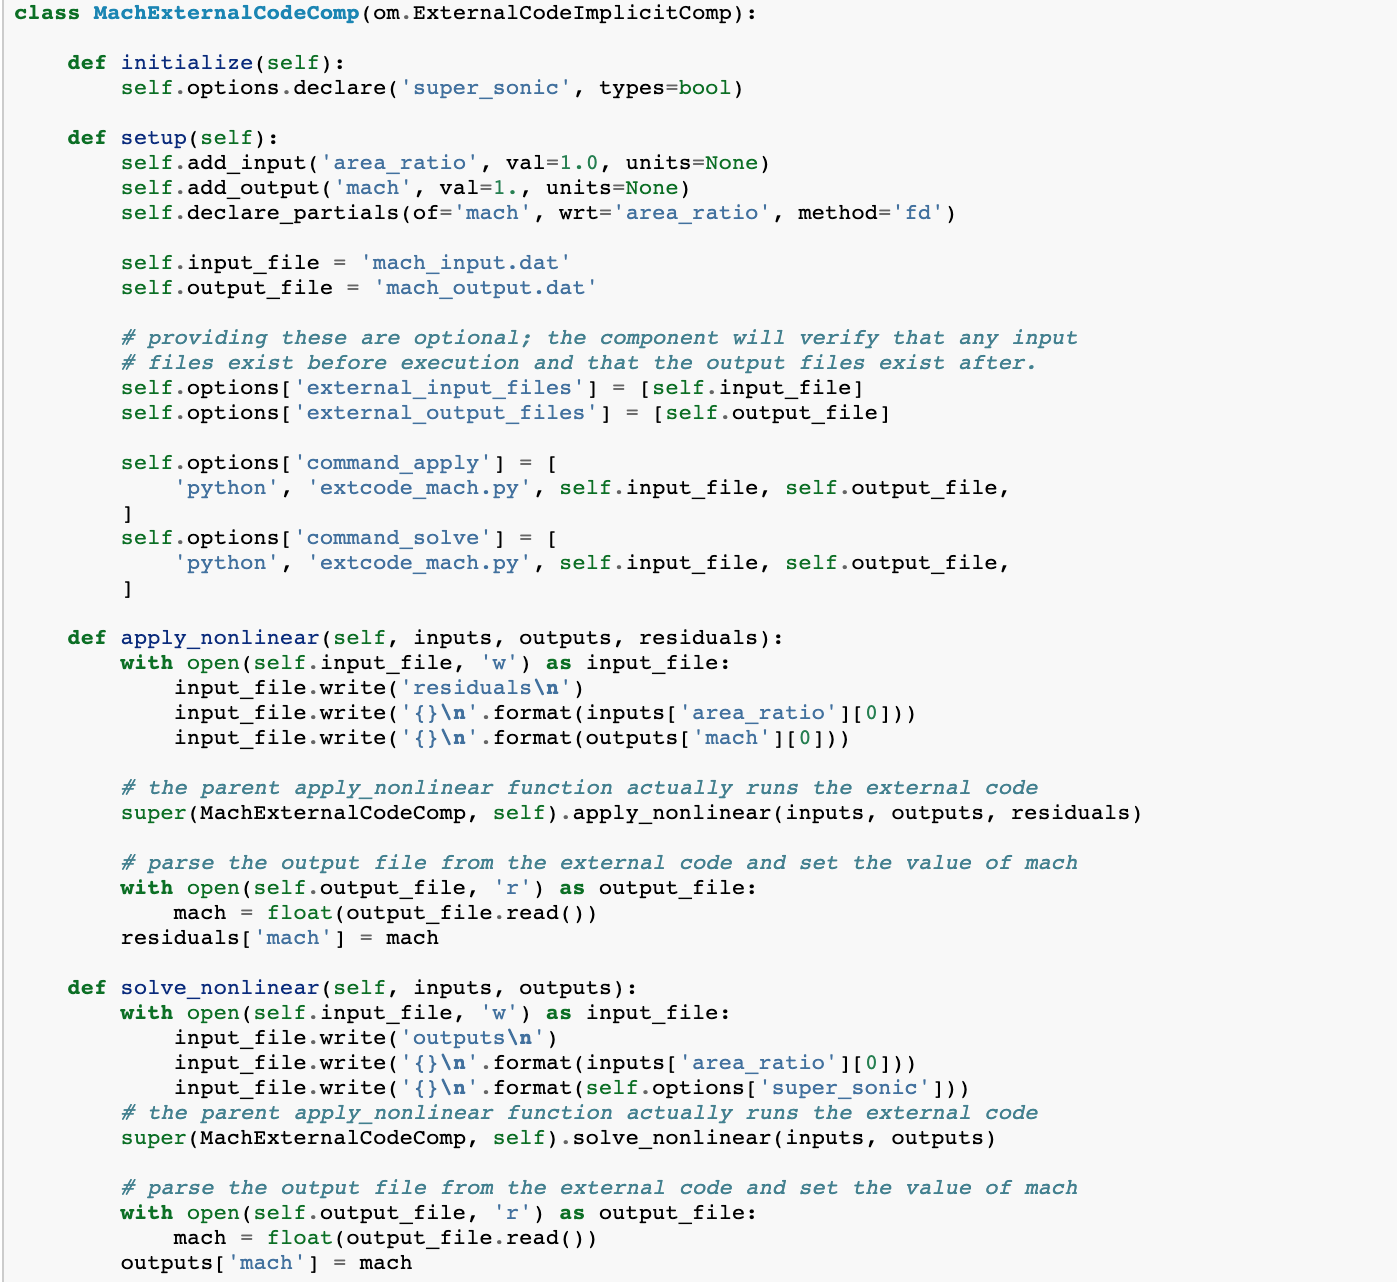 class MachExternalCodeComp(om.ExternalCodeImplicitComp):
    def initialize(self):
        self.options.declare('super_sonic', types=bool)
    def setup(self):
        self.add_input('area_ratio', val=1.0, units=None)
        self.add_output('mach', val=1., units=None)
        self.declare_partials(of='mach', wrt='area_ratio', method='fd')
        self.input_file = 'mach_input.dat'
        self.output_file = 'mach_output.dat'
        # providing these are optional; the component will verify that any input
        # files exist before execution and that the output files exist after.
        self.options['external_input_files'] = [self.input_file]
        self.options['external_output_files'] = [self.output_file]
        self.options['command_apply'] = [
            'python', 'extcode_mach.py', self.input_file, self.output_file,
        ]
        self.options['command_solve'] = [
            'python', 'extcode_mach.py', self.input_file, self.output_file,
        ]
    def apply_nonlinear(self, inputs, outputs, residuals):
        with open(self.input_file, 'w') as input_file:
            input_file.write('residuals\n')
            input_file.write('{}\n'.format(inputs['area_ratio'][0]))
            input_file.write('{}\n'.format(outputs['mach'][0]))
        # the parent apply_nonlinear function actually runs the external code
        super(MachExternalCodeComp, self).apply_nonlinear(inputs, outputs, residuals)
        # parse the output file from the external code and set the value of mach
        with open(self.output_file, 'r') as output_file:
            mach = float(output_file.read())
        residuals['mach'] = mach
    def solve_nonlinear(self, inputs, outputs):
        with open(self.input_file, 'w') as input_file:
            input_file.write('outputs\n')
            input_file.write('{}\n'.format(inputs['area_ratio'][0]))
            input_file.write('{}\n'.format(self.options['super_sonic']))
        # the parent apply_nonlinear function actually runs the external code
        super(MachExternalCodeComp, self).solve_nonlinear(inputs, outputs)
        # parse the output file from the external code and set the value of mach
        with open(self.output_file, 'r') as output_file:
            mach = float(output_file.read())
        outputs['mach'] = mach